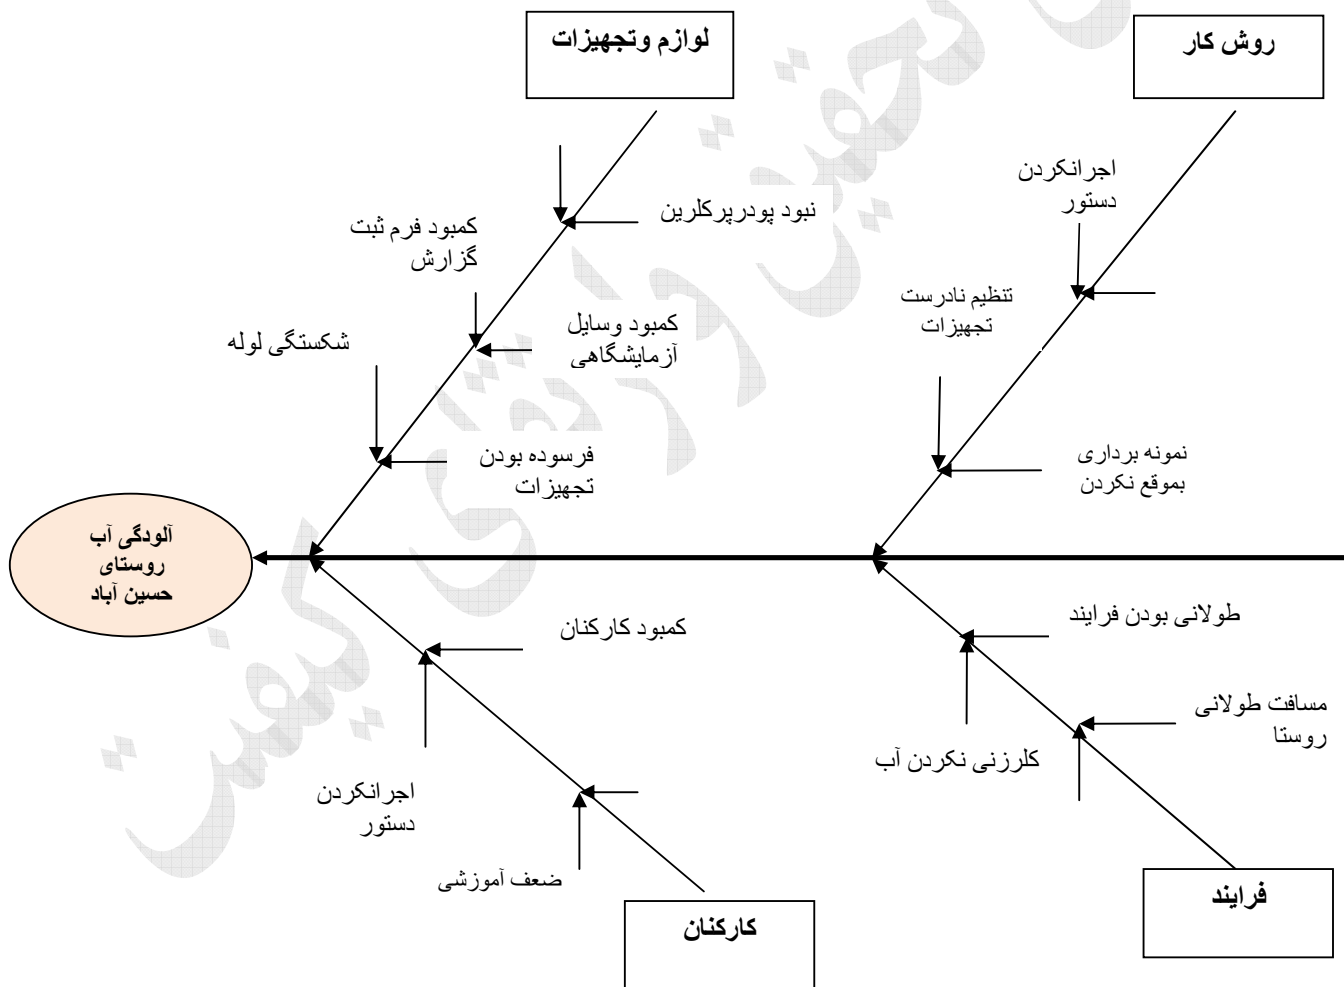 روش کار
لوازم وتجهیزات
اجرانکردن
دستور
نبود پودرپرکلرین
کمبود فرم ثبت
گزارش
تنظیم نادرست
تجهیزات
کمبود وسایل
آزمایشگاهی
شکستگی لوله
نمونه برداری
بموقع نکردن
فرسوده بودن
تجهیزات
آلودگی آب
روستای
حسین آباد
طولانی بودن فرایند
کمبود کارکنان
مسافت طولانی
روستا
کلرزنی نکردن آب
اجرانکردن
دستور
ضعف آموزشی
فرایند
کارکنان